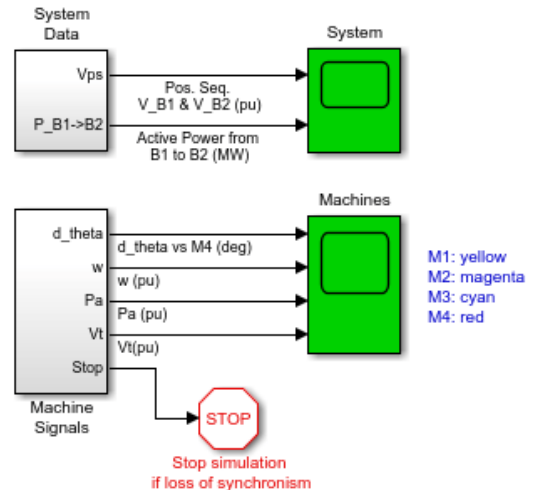 System
Data
System
Vps
Pos. Seq.
V_B1 & V_B2 (pu)
P_B1->B2
Active Power from
B1 to B2 (MW)
Machines
d_theta
d_theta vs M4 (deg)
w
w (pu)
Pa
Pa (pu)
Vt
Vt(pu)
Stop
M1: yellow
M2: magenta
M3: cyan
M4: red
Machine
Signals
STOP
Stop simulation
if loss of synchronism